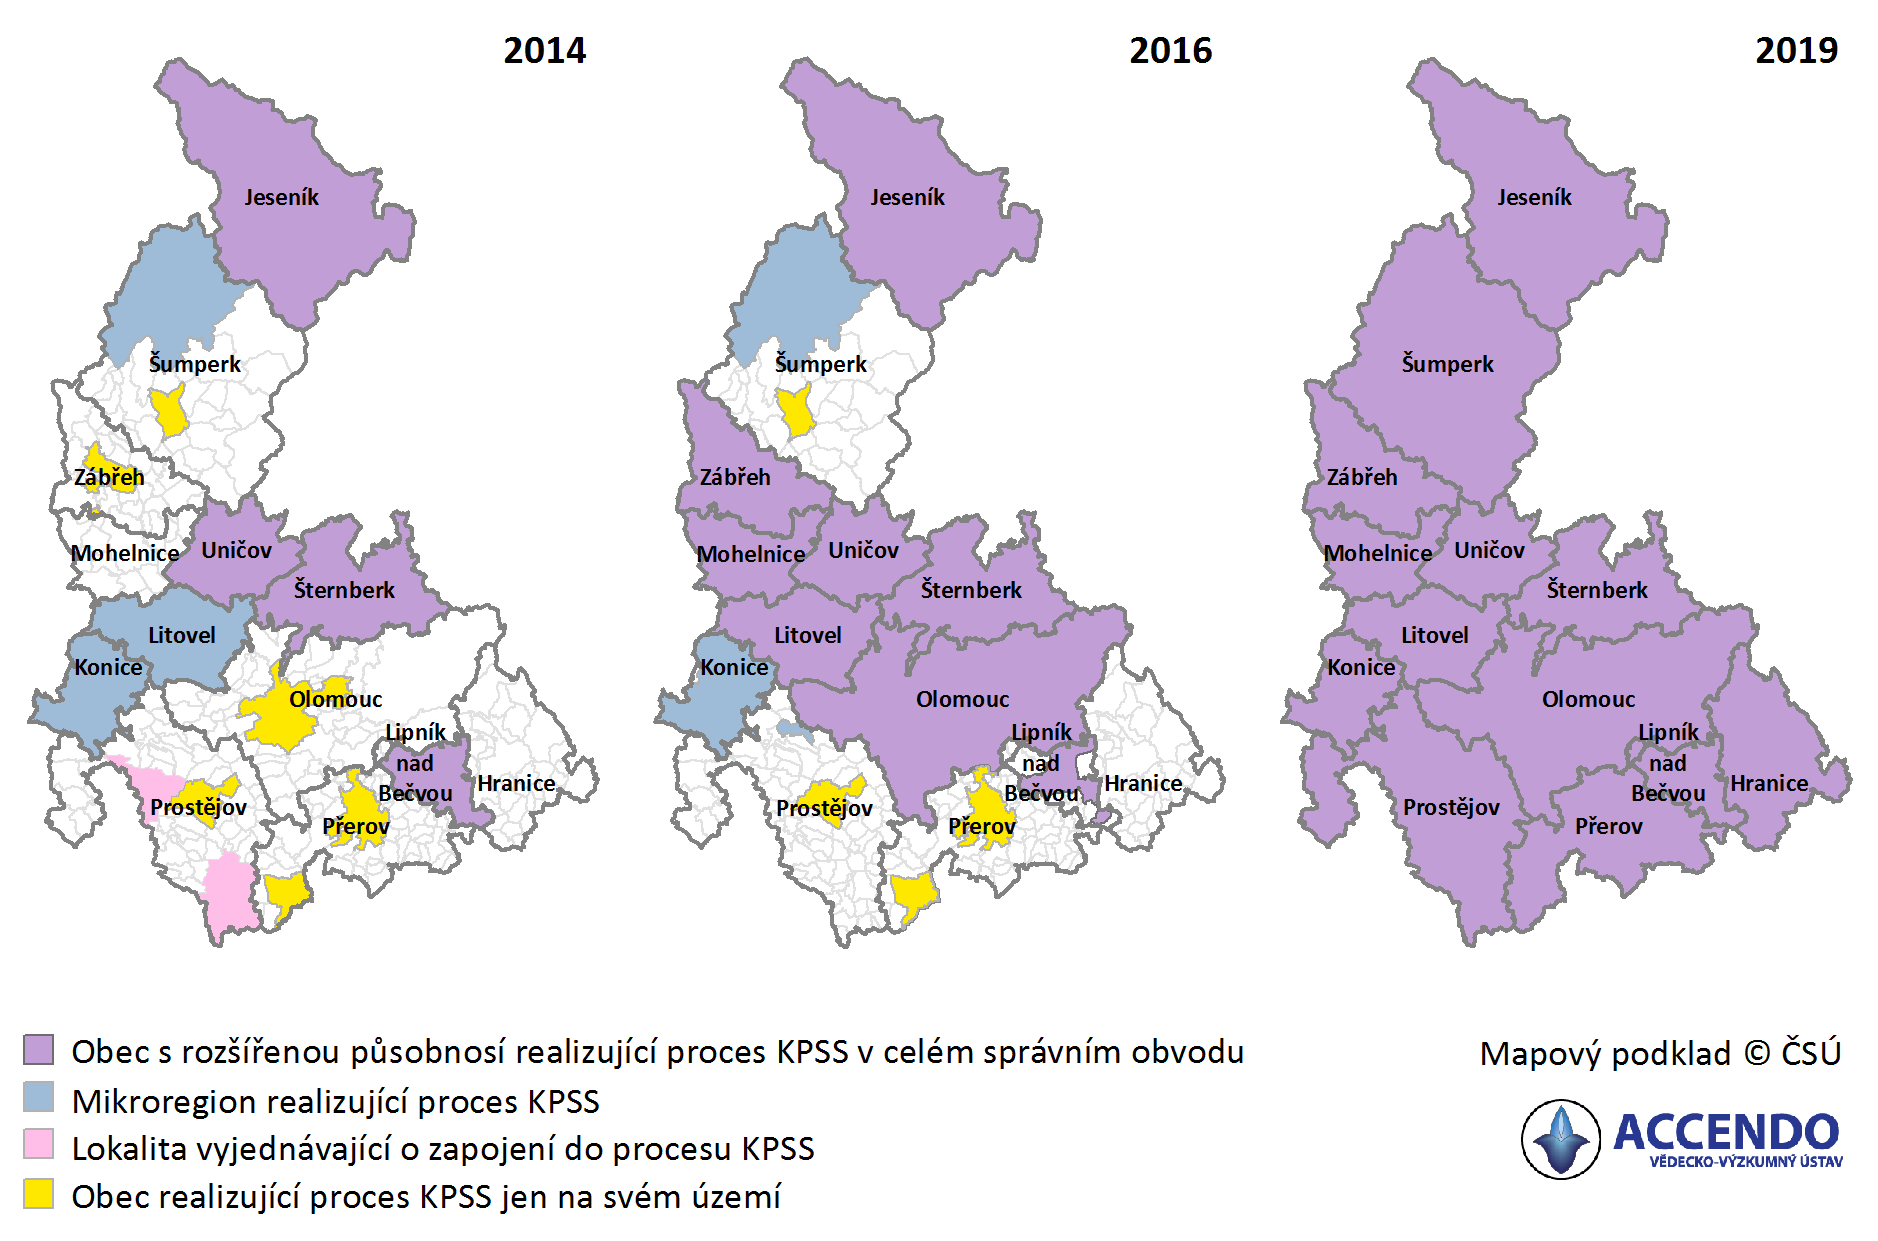 2014
Jeseník
Šumperk
Zábřeh
Mohelnice
Uničov
Šternberk
Litovel
Konice
Olomouc
Lipník
nad
Bečvou
Hranice
Prostějov
Přerov
2016
Jeseník
Šumperk
Zábřeh
Mohelnice
Uničov
Šternberk
Litovel
Konice
Olomouc
Lipník
nad
Bečvou
Hranice
Prostějov
Přerov
2019
Jeseník
Šumperk
Zábřeh
Mohelnice
Uničov
Šternberk
Litovel
Konice
Olomouc
Lipník
nad
Bečvou
Hranice
Prostějov
Přerov
Obec s rozšířenou působnosí realizující proces KPSS v celém správním obvodu
Mikroregion realizující proces KPSS
Lokalita vyjednávající o zapojení do procesu KPSS
Obec realizující proces KPSS jen na svém území
Mapový podklad © ČSÚ
ACCENDO
VĚDECKO-VÝZKUMNÝ ÚSTAV